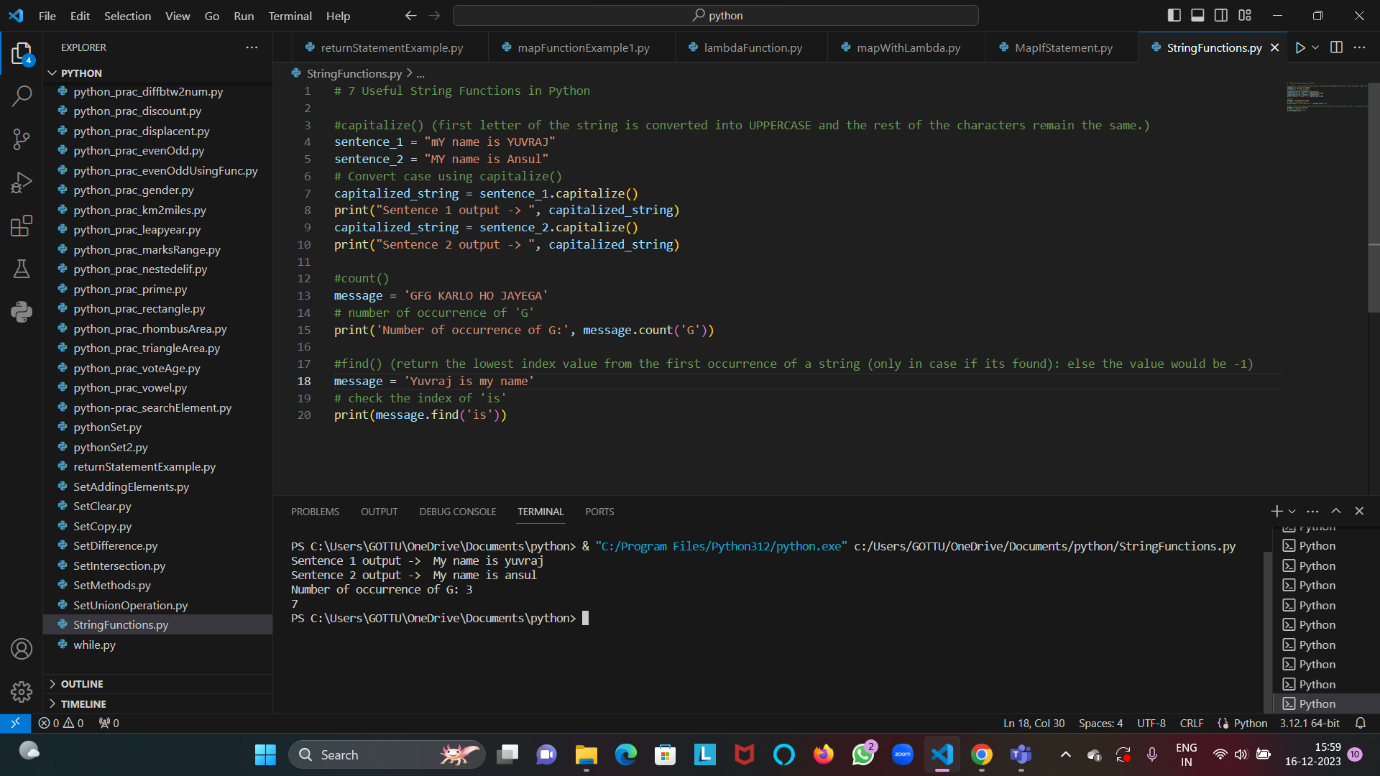 File Edit Selection View Go Run Terminal Help
python
EXPLORER
returnStatementExample.py mapFunctionExample1.py lambdaFunction.py mapWithLambda.py MapIfStatement.py StringFunctions.py
4
PYTHON
python_prac_diffbtw2num.py
python_prac_discount.py
python_prac_displacent.py
python_prac_evenOdd.py
python_prac_evenOddUsingFunc.py
python_prac_gender.py
python_prac_km2miles.py
python_prac_leapyear.py
python_prac_marksRange.py
python_prac_nestedelif.py
python_prac_prime.py
python_prac_rectangle.py
python_prac_rhombusArea.py
python_prac_triangleArea.py
python_prac_voteAge.py
python_prac_vowel.py
python-prac_searchElement.py
pythonSet.py
pythonSet2.py
returnStatementExample.py
SetAddingElements.py
SetClear.py
SetCopy.py
SetDifference.py
SetIntersection.py
SetMethods.py
SetUnionOperation.py
StringFunctions.py
while.py
OUTLINE
TIMELINE
StringFunctions.py > ...
1 # 7 Useful String Functions in Python
2
3 #capitalize() (first letter of the string is converted into UPPERCASE and the rest of the characters remain the same.)
4 sentence_1 = "mY name is YUVRAJ"
5 sentence_2 = "MY name is Ansul"
6 # Convert case using capitalize()
7 capitalized_string = sentence_1.capitalize()
8 print("Sentence 1 output -> ", capitalized_string)
9 capitalized_string = sentence_2.capitalize()
10 print("Sentence 2 output -> ", capitalized_string)
11
12 #count()
13 message = 'GFG KARLO HO JAYEGA'
14 # number of occurrence of 'G'
15 print('Number of occurrence of G:', message.count('G'))
16
17 #find() (return the lowest index value from the first occurrence of a string (only in case if its found): else the value would be -1)
18 message = 'Yuvraj is my name'
19 # check the index of 'is'
20 print(message.find('is'))
PROBLEMS OUTPUT DEBUG CONSOLE TERMINAL PORTS
PS C:\Users\GOTTU\OneDrive\Documents\python> & "C:/Program Files/Python312/python.exe" c:/Users/GOTTU/OneDrive/Documents/python/StringFunctions.py
Sentence 1 output ->  My name is yuvraj
Sentence 2 output ->  My name is ansul
Number of occurrence of G: 3
7
PS C:\Users\GOTTU\OneDrive\Documents\python>
Python
Python
Python
Python
Python
Python
Python
Python
Python
Python
0 0 0 Ln 18, Col 30 Spaces: 4 UTF-8 CRLF Python 3.12.1 64-bit
Search L 2 zoom ENG IN 15:59 16-12-2023 10